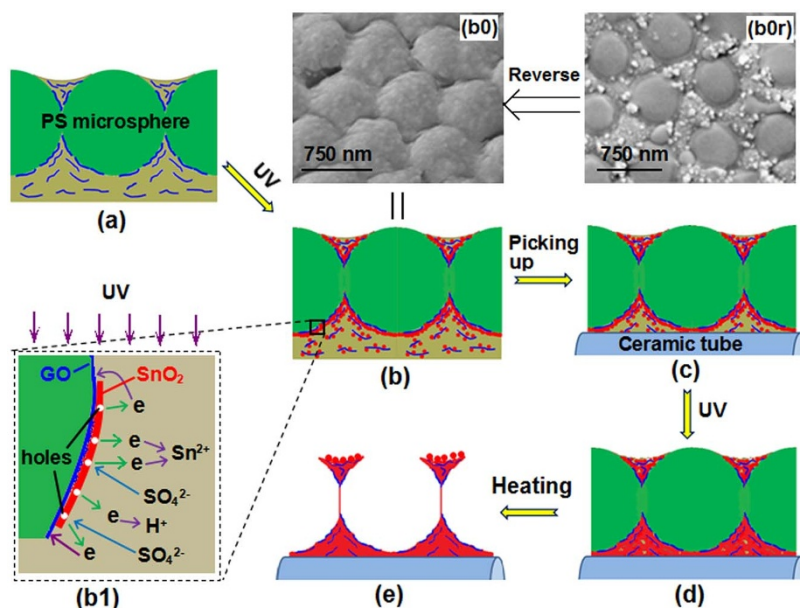 (b0)
(b0r)
Reverse
750 nm
750 nm
PS microsphere
UV
(a)
Picking
up
Ceramic tube
(b)
(c)
UV
UV
GO
SnO₂
e
e
holes
e
Sn²⁺
SO₄²⁻
e
H⁺
e
SO₄²⁻
(b1)
Heating
(e)
(d)